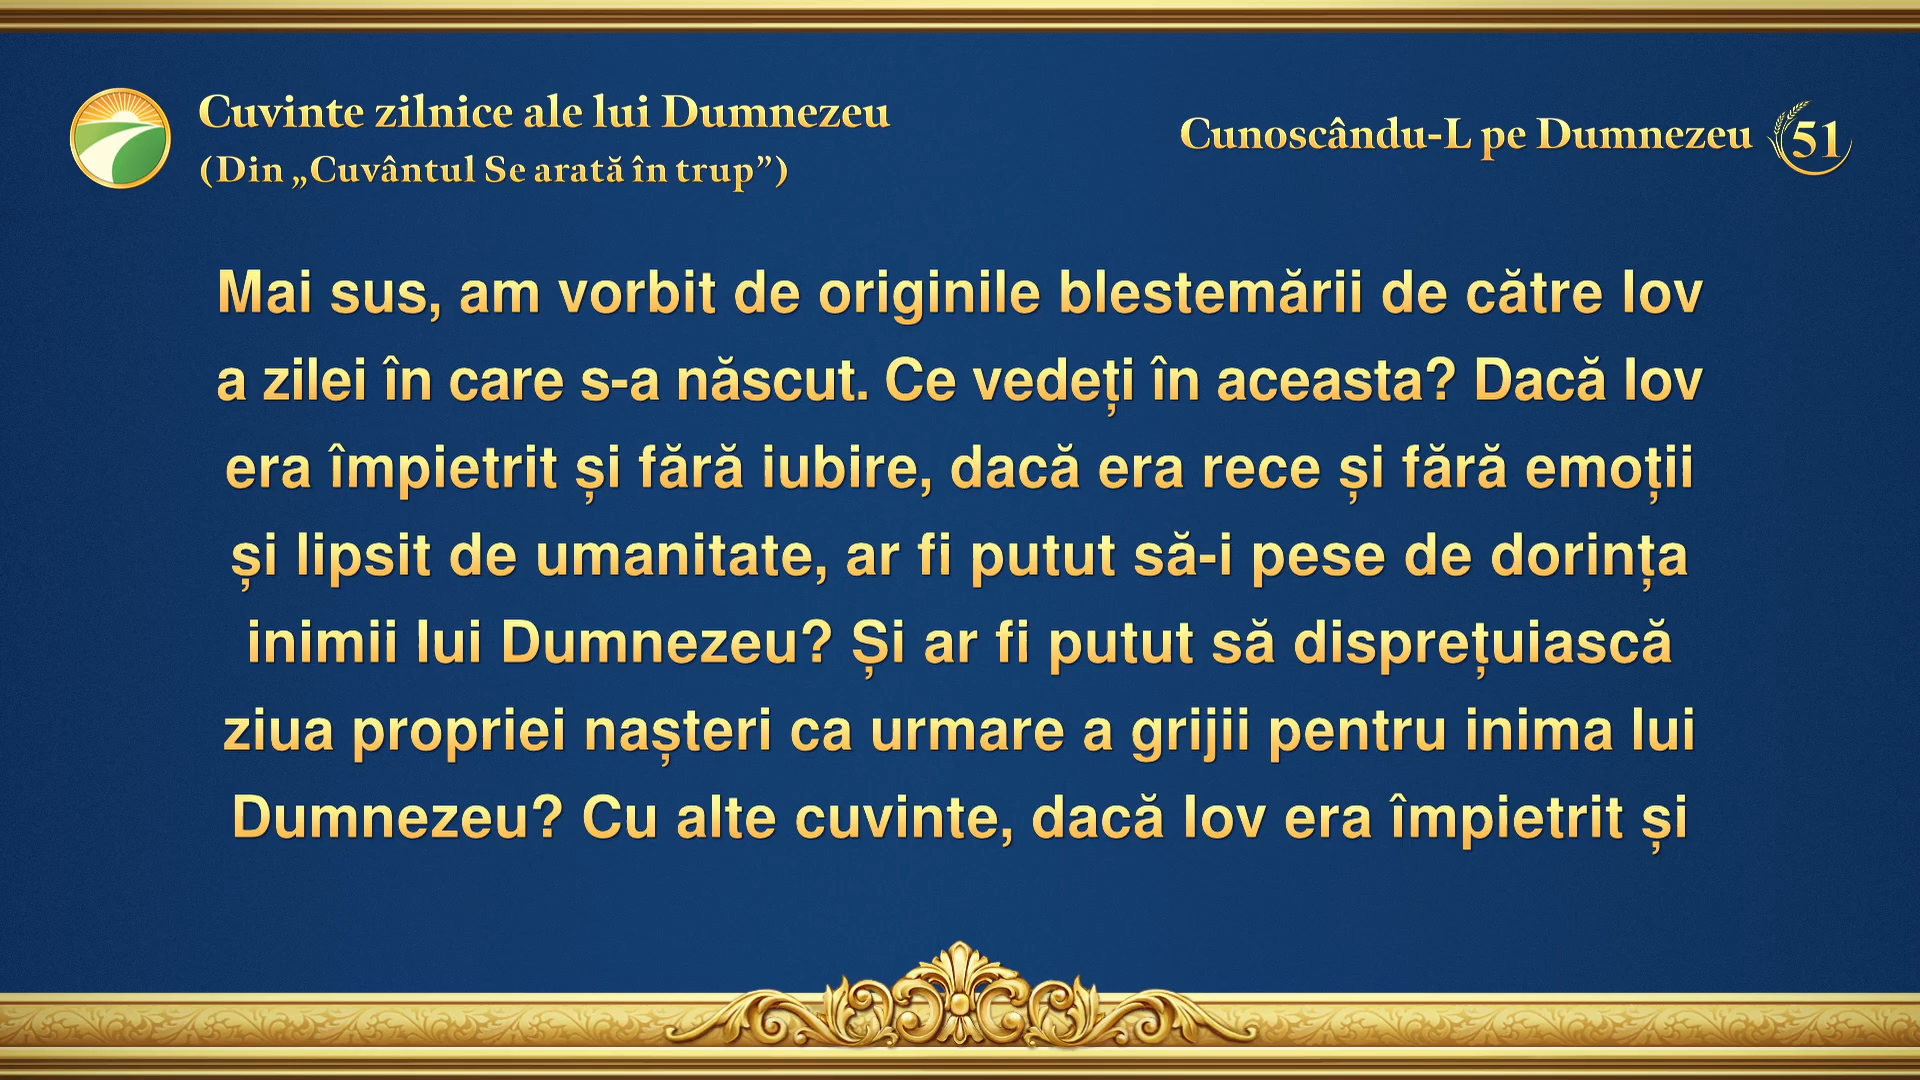 Cuvinte zilnice ale lui Dumnezeu
(Din „Cuvântul Se arată în trup”)
Cunoscându-L pe Dumnezeu 51
Mai sus, am vorbit de originile blestemării de către Iov
a zilei în care s-a născut. Ce vedeți în aceasta? Dacă Iov
era împietrit și fără iubire, dacă era rece și fără emoții
și lipsit de umanitate, ar fi putut să-i pese de dorința
inimii lui Dumnezeu? Și ar fi putut să disprețuiască
ziua propriei nașteri ca urmare a grijii pentru inima lui
Dumnezeu? Cu alte cuvinte, dacă Iov era împietrit și